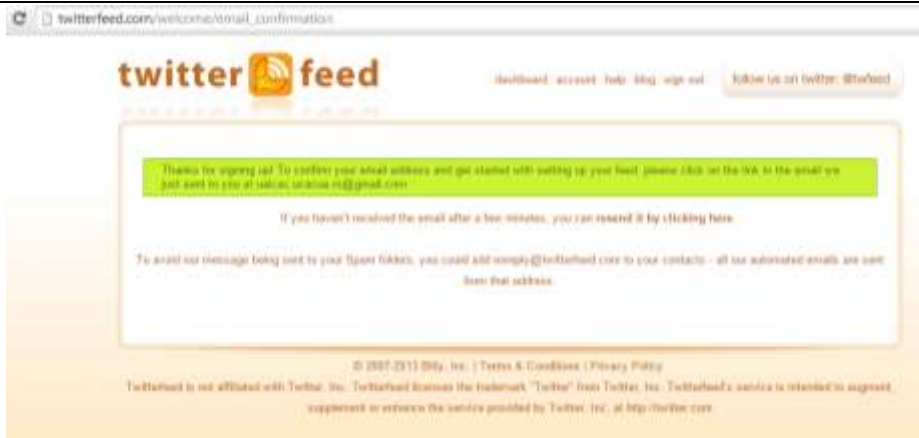 twitterfeed.com/welcome/email_confirmation
twitter feed
dashboard account help blog sign out
follow us on twitter: @twfeed
Thanks for signing up! To confirm your email address and get started with setting up your feed, please click on the link in the email we
just sent to you at
If you haven't received the email after a few minutes, you can resend it by clicking here.
To avoid our message being sent to your Spam folders, you could add noreply@twitterfeed.com to your contacts - all our automated emails are sent
from that address.
© 2007-2013 Bitly, Inc. | Terms & Conditions | Privacy Policy
Twitterfeed is not affiliated with Twitter, Inc. Twitterfeed licenses the trademark "Twitter" from Twitter, Inc. Twitterfeed's service is intended to augment,
supplement or enhance the service provided by Twitter, Inc. at http://twitter.com